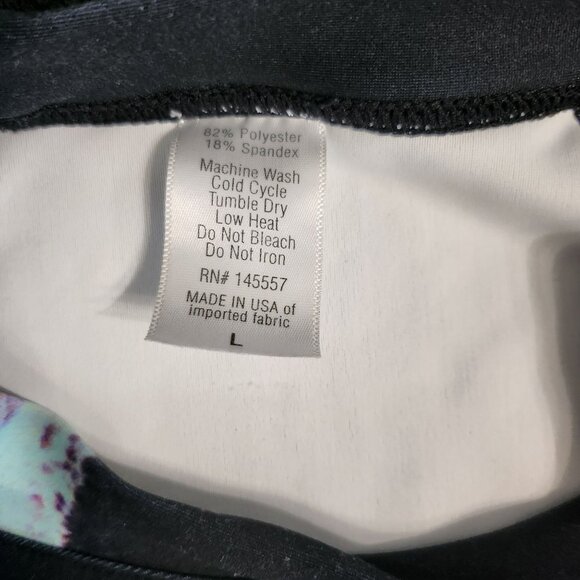 82% Polyester
18% Spandex
Machine Wash
Cold Cycle
Tumble Dry
Low Heat
Do Not Bleach
Do Not Iron
RN# 145557
MADE IN USA of
imported fabric
L